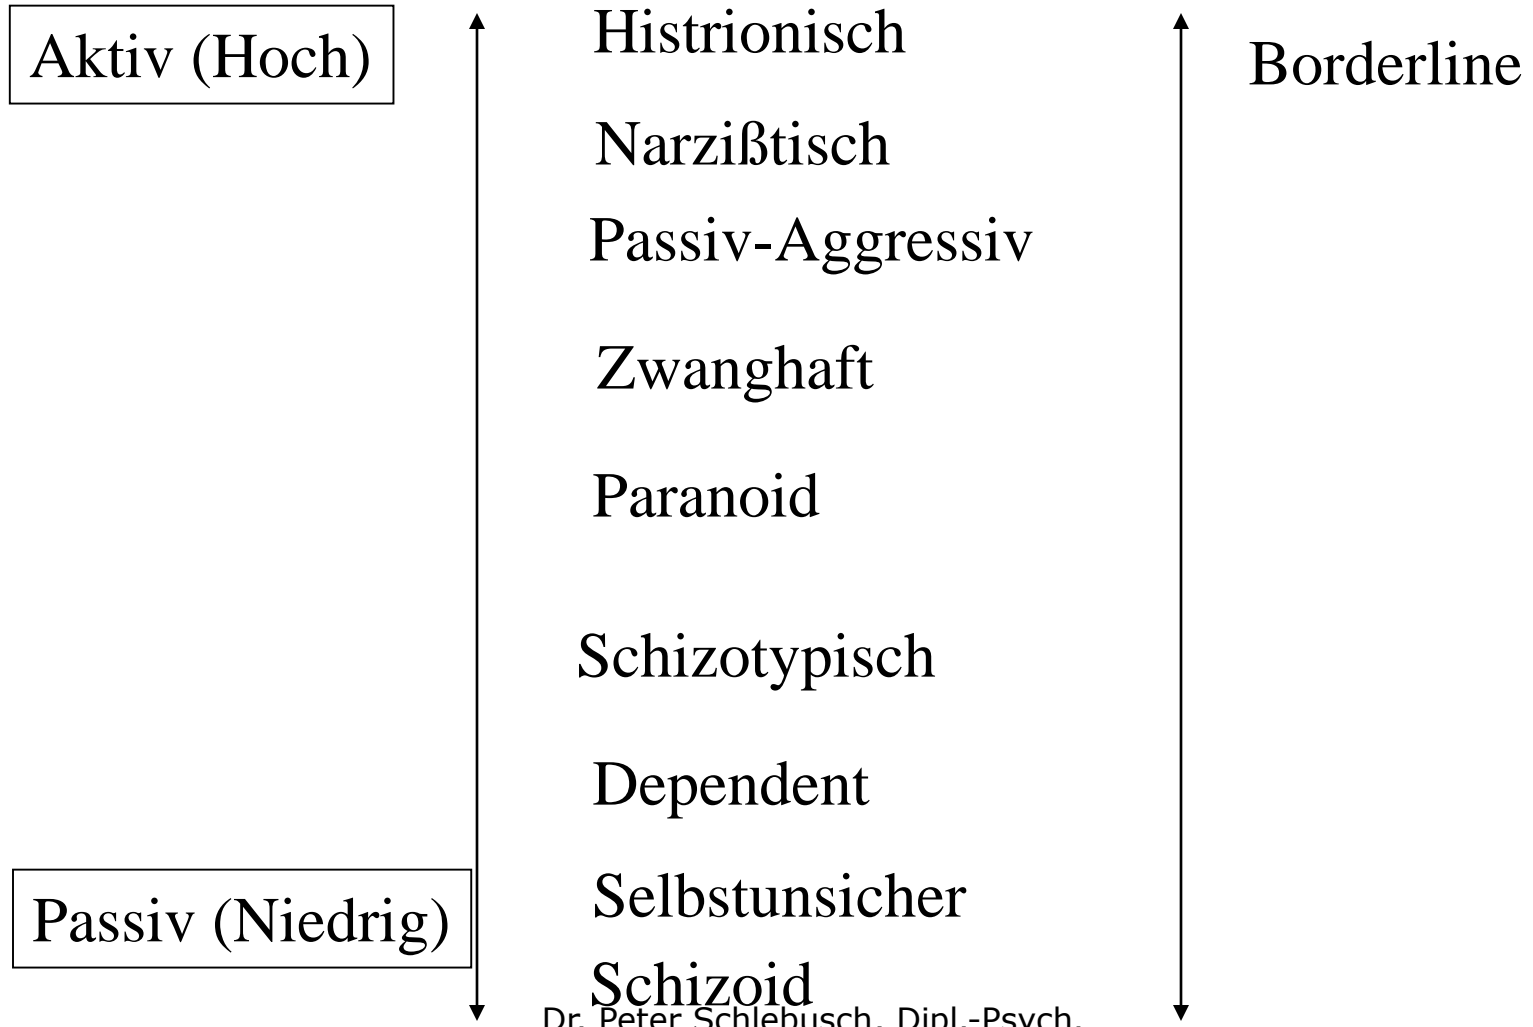 Aktiv (Hoch)
Histrionisch
Borderline
Narzißtisch
Passiv-Aggressiv
Zwanghaft
Paranoid
Schizotypisch
Dependent
Selbstunsicher
Passiv (Niedrig)
Schizoid
Dr. Peter Schlebusch, Dipl.-Psych.